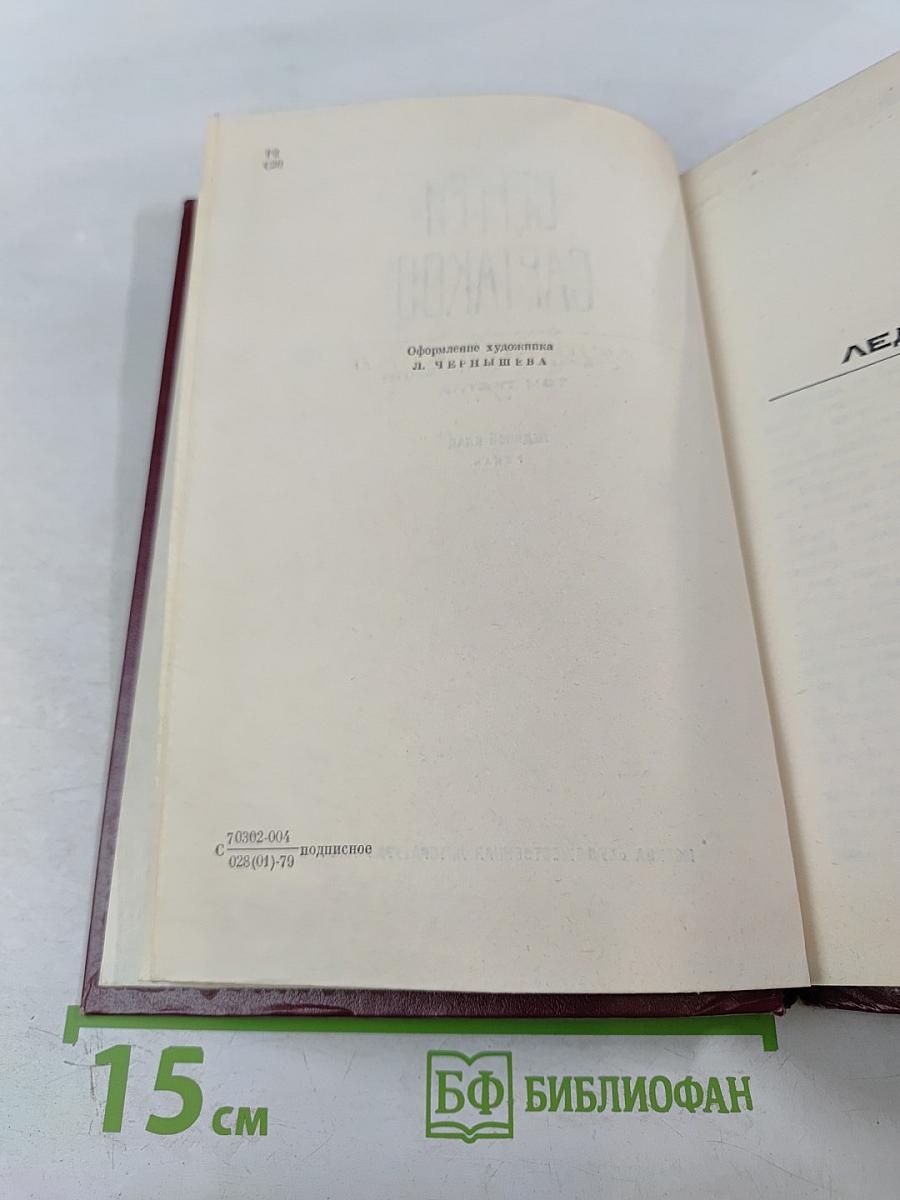 Оформление художника
Л. ЧЕРНЫШЕВА
С 70302-004 подписное
028(01)-79
ЛЕД
15 см
БФ БИБЛИОФАН